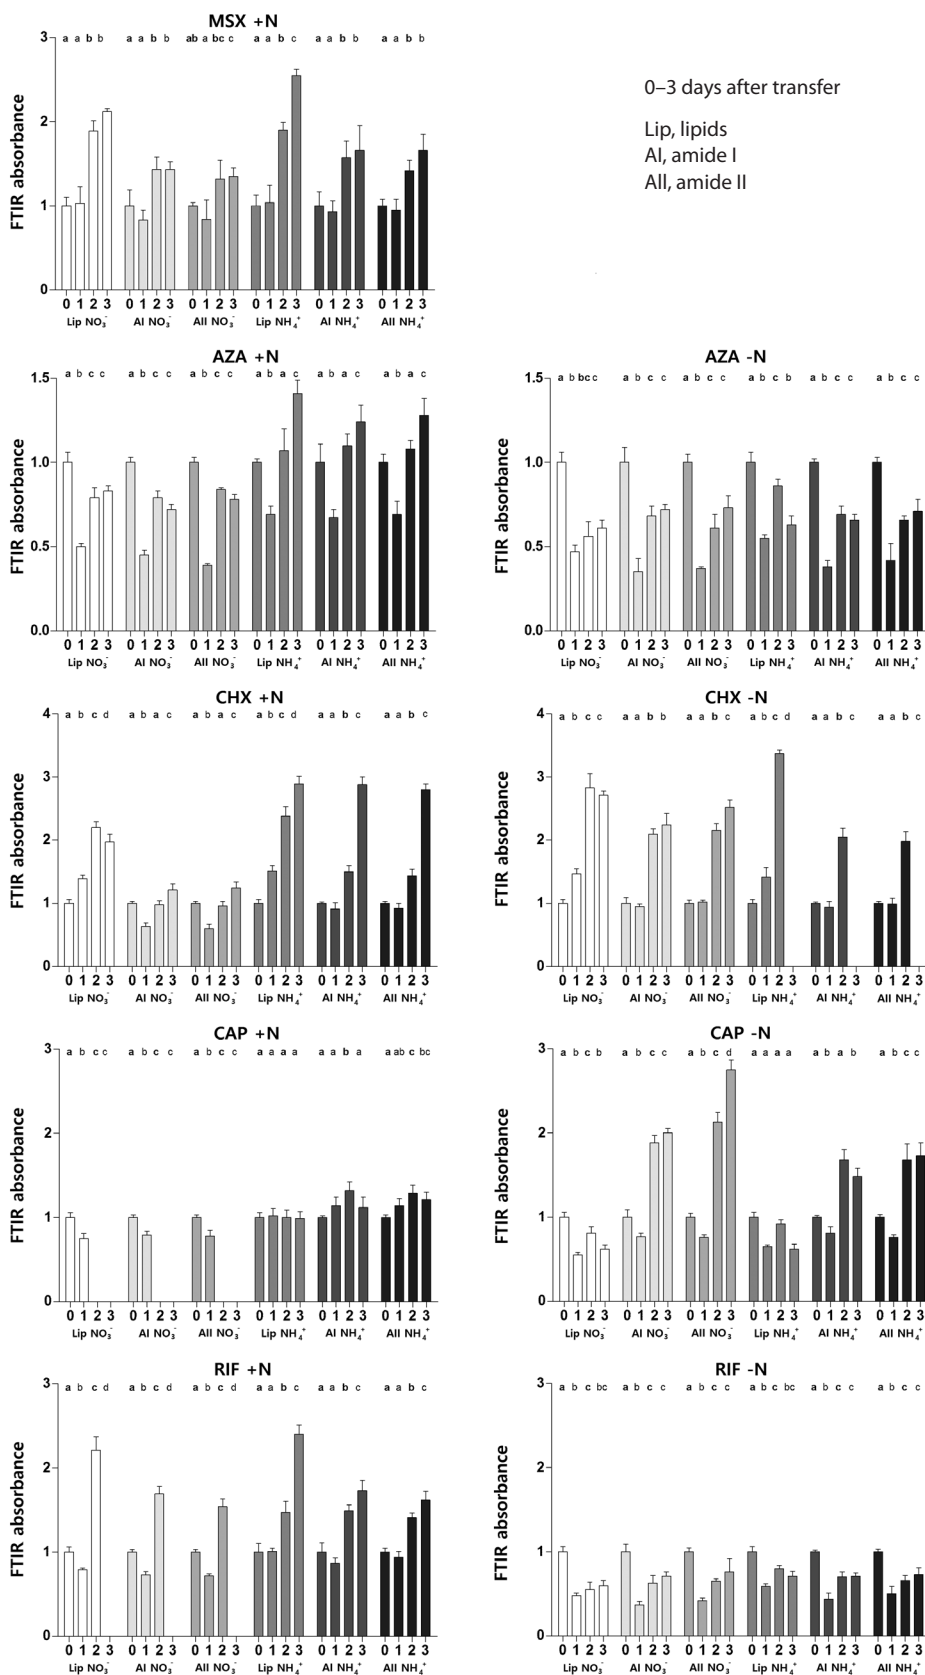 MSX +N
3
a a b b a a b b ab a bc c a a b c a a b b a a b b
2
1
0
FTIR absorbance
0 1 2 3 0 1 2 3 0 1 2 3 0 1 2 3 0 1 2 3 0 1 2 3
Lip NO₃⁻ AI NO₃⁻ AII NO₃⁻ Lip NH₄⁺ AI NH₄⁺ AII NH₄⁺
0–3 days after transfer
Lip, lipids
AI, amide I
AII, amide II
AZA +N
1.5
a b c c a b c c a b c c a b a c a b a c a b a c
1.0
0.5
0.0
FTIR absorbance
0 1 2 3 0 1 2 3 0 1 2 3 0 1 2 3 0 1 2 3 0 1 2 3
Lip NO₃⁻ AI NO₃⁻ AII NO₃⁻ Lip NH₄⁺ AI NH₄⁺ AII NH₄⁺
AZA -N
1.5
a b bc c a b c c a b c c a b c b a b c c a b c c
1.0
0.5
0.0
FTIR absorbance
0 1 2 3 0 1 2 3 0 1 2 3 0 1 2 3 0 1 2 3 0 1 2 3
Lip NO₃⁻ AI NO₃⁻ AII NO₃⁻ Lip NH₄⁺ AI NH₄⁺ AII NH₄⁺
CHX +N
4
a b c d a b a c a b a c a b c d a a b c a a b c
3
2
1
0
FTIR absorbance
0 1 2 3 0 1 2 3 0 1 2 3 0 1 2 3 0 1 2 3 0 1 2 3
Lip NO₃⁻ AI NO₃⁻ AII NO₃⁻ Lip NH₄⁺ AI NH₄⁺ AII NH₄⁺
CHX -N
4
a b c c a a b b a a b c a b c d a a b c a a b c
3
2
1
0
FTIR absorbance
0 1 2 3 0 1 2 3 0 1 2 3 0 1 2 3 0 1 2 3 0 1 2 3
Lip NO₃⁻ AI NO₃⁻ AII NO₃⁻ Lip NH₄⁺ AI NH₄⁺ AII NH₄⁺
CAP +N
3
a b c c a b c c a b c c a a a a a a b a a ab c bc
2
1
0
FTIR absorbance
0 1 2 3 0 1 2 3 0 1 2 3 0 1 2 3 0 1 2 3 0 1 2 3
Lip NO₃⁻ AI NO₃⁻ AII NO₃⁻ Lip NH₄⁺ AI NH₄⁺ AII NH₄⁺
CAP -N
3
a b c b a b c c a b c d a a a a a b a b a b c c
2
1
0
FTIR absorbance
0 1 2 3 0 1 2 3 0 1 2 3 0 1 2 3 0 1 2 3 0 1 2 3
Lip NO₃⁻ AI NO₃⁻ AII NO₃⁻ Lip NH₄⁺ AI NH₄⁺ AII NH₄⁺
RIF +N
3
a b c d a b c d a b c d a a b c a a b c a a b c
2
1
0
FTIR absorbance
0 1 2 3 0 1 2 3 0 1 2 3 0 1 2 3 0 1 2 3 0 1 2 3
Lip NO₃⁻ AI NO₃⁻ AII NO₃⁻ Lip NH₄⁺ AI NH₄⁺ AII NH₄⁺
RIF -N
3
a b c bc a b c c a b c c a b c bc a b c c a b c c
2
1
0
FTIR absorbance
0 1 2 3 0 1 2 3 0 1 2 3 0 1 2 3 0 1 2 3 0 1 2 3
Lip NO₃⁻ AI NO₃⁻ AII NO₃⁻ Lip NH₄⁺ AI NH₄⁺ AII NH₄⁺